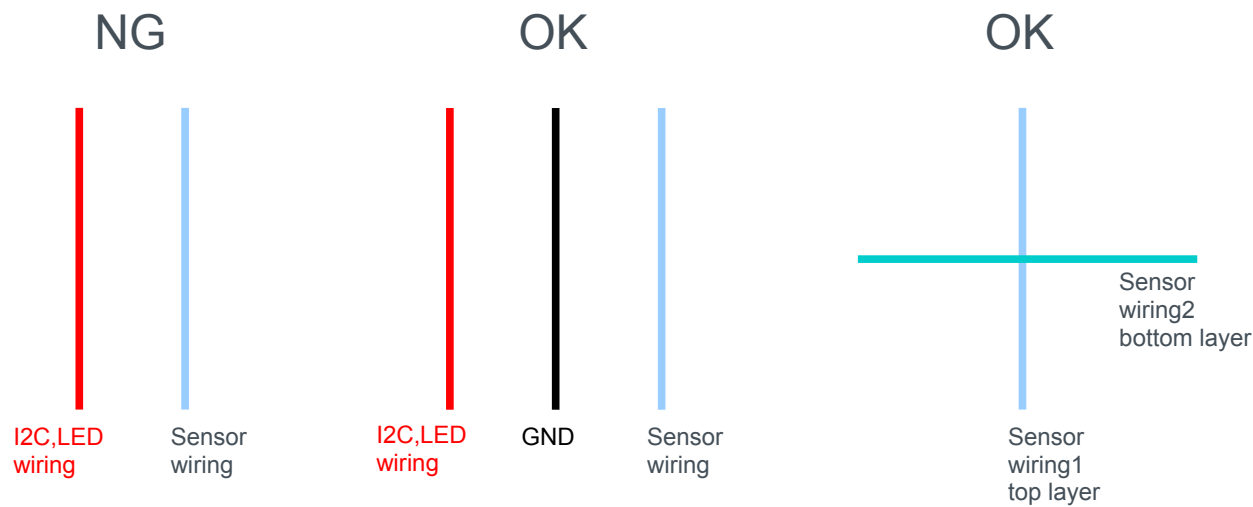 NG
OK
OK
I2C,LED
wiring
Sensor
wiring
I2C,LED
wiring
GND
Sensor
wiring
Sensor
wiring2
bottom layer
Sensor
wiring1
top layer